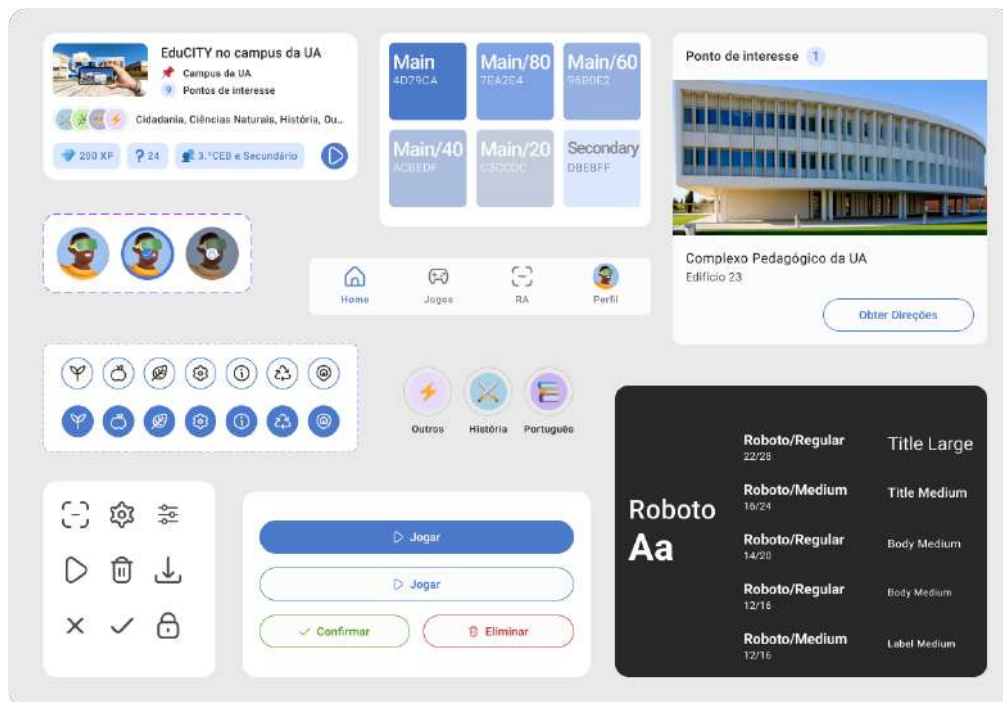 EduCITY no campus da UA
Campus da UA
9 Pontos de interesse
Cidadania, Ciências Naturais, História, Ou...
200 XP
24
3.ºCEB e Secundário
Main
4D79CA
Main/80
7EA2E4
Main/60
96B0E2
Main/40
ACBEDF
Main/20
Secondary
DBEBFF
Ponto de interesse 1
Complexo Pedagógico da UA
Edifício 23
Obter Direções
Home
Jogos
RA
Perfil
Outros
História
Português
Jogar
Jogar
Confirmar
Eliminar
Roboto
Aa
Roboto/Regular
22/28
Title Large
Roboto/Medium
16/24
Title Medium
Roboto/Regular
14/20
Body Medium
Roboto/Regular
12/16
Body Medium
Roboto/Medium
12/16
Label Medium